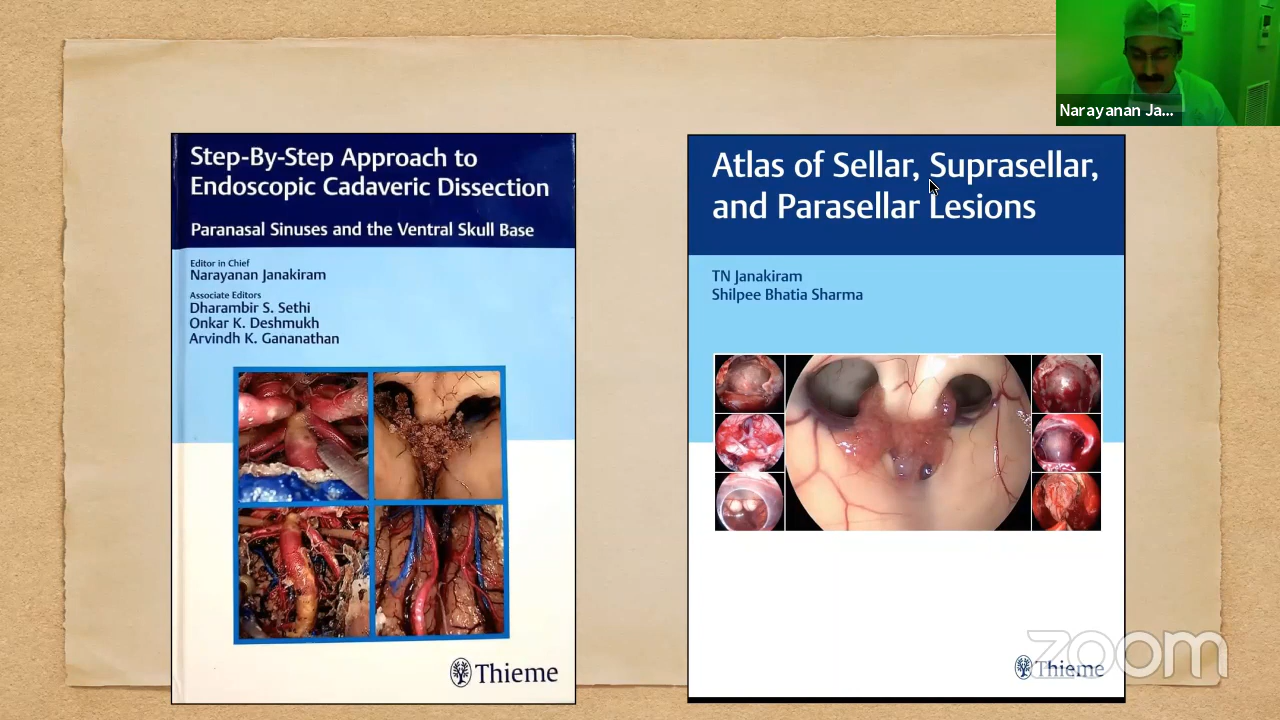 Narayanan Ja...
Step-By-Step Approach to
Endoscopic Cadaveric Dissection
Paranasal Sinuses and the Ventral Skull Base
Editor in Chief
Narayanan Janakiram
Associate Editors
Dharambir S. Sethi
Onkar K. Deshmukh
Arvindh K. Gananathan
Thieme
Atlas of Sellar, Suprasellar,
and Parasellar Lesions
TN Janakiram
Shilpee Bhatia Sharma
Thieme
zoom